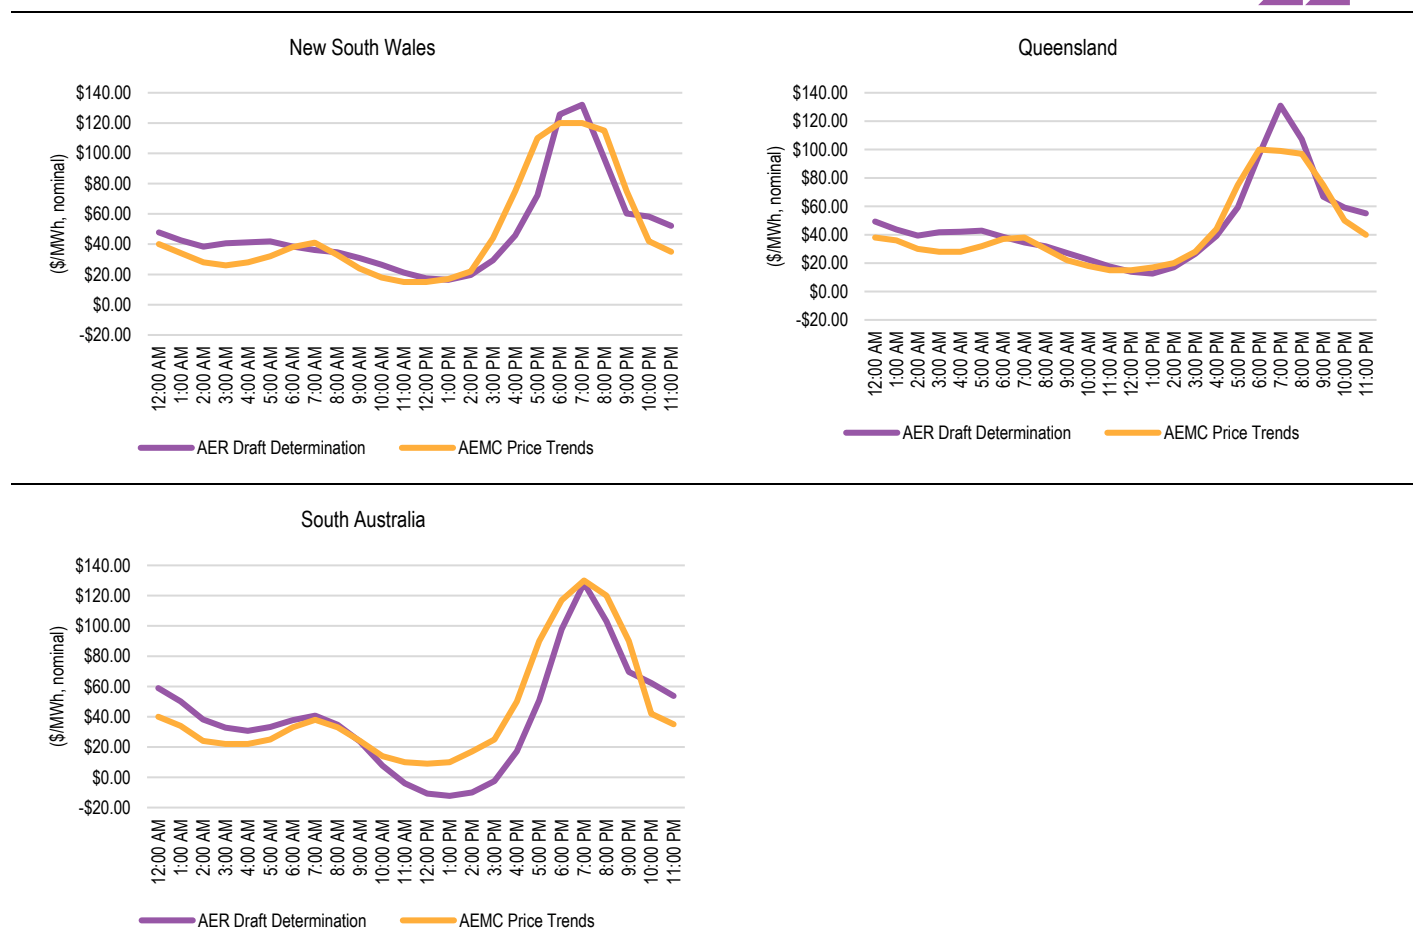 New South Wales
$140.00
$120.00
$100.00
$80.00
$60.00
$40.00
$20.00
$0.00
-$20.00
($/MWh, nominal)
12:00 AM
1:00 AM
2:00 AM
3:00 AM
4:00 AM
5:00 AM
6:00 AM
7:00 AM
8:00 AM
9:00 AM
10:00 AM
11:00 AM
12:00 PM
1:00 PM
2:00 PM
3:00 PM
4:00 PM
5:00 PM
6:00 PM
7:00 PM
8:00 PM
9:00 PM
10:00 PM
11:00 PM
AER Draft Determination
AEMC Price Trends
Queensland
$140.00
$120.00
$100.00
$80.00
$60.00
$40.00
$20.00
$0.00
-$20.00
($/MWh, nominal)
12:00 AM
1:00 AM
2:00 AM
3:00 AM
4:00 AM
5:00 AM
6:00 AM
7:00 AM
8:00 AM
9:00 AM
10:00 AM
11:00 AM
12:00 PM
1:00 PM
2:00 PM
3:00 PM
4:00 PM
5:00 PM
6:00 PM
7:00 PM
8:00 PM
9:00 PM
10:00 PM
11:00 PM
AER Draft Determination
AEMC Price Trends
South Australia
$140.00
$120.00
$100.00
$80.00
$60.00
$40.00
$20.00
$0.00
-$20.00
($/MWh, nominal)
12:00 AM
1:00 AM
2:00 AM
3:00 AM
4:00 AM
5:00 AM
6:00 AM
7:00 AM
8:00 AM
9:00 AM
10:00 AM
11:00 AM
12:00 PM
1:00 PM
2:00 PM
3:00 PM
4:00 PM
5:00 PM
6:00 PM
7:00 PM
8:00 PM
9:00 PM
10:00 PM
11:00 PM
AER Draft Determination
AEMC Price Trends